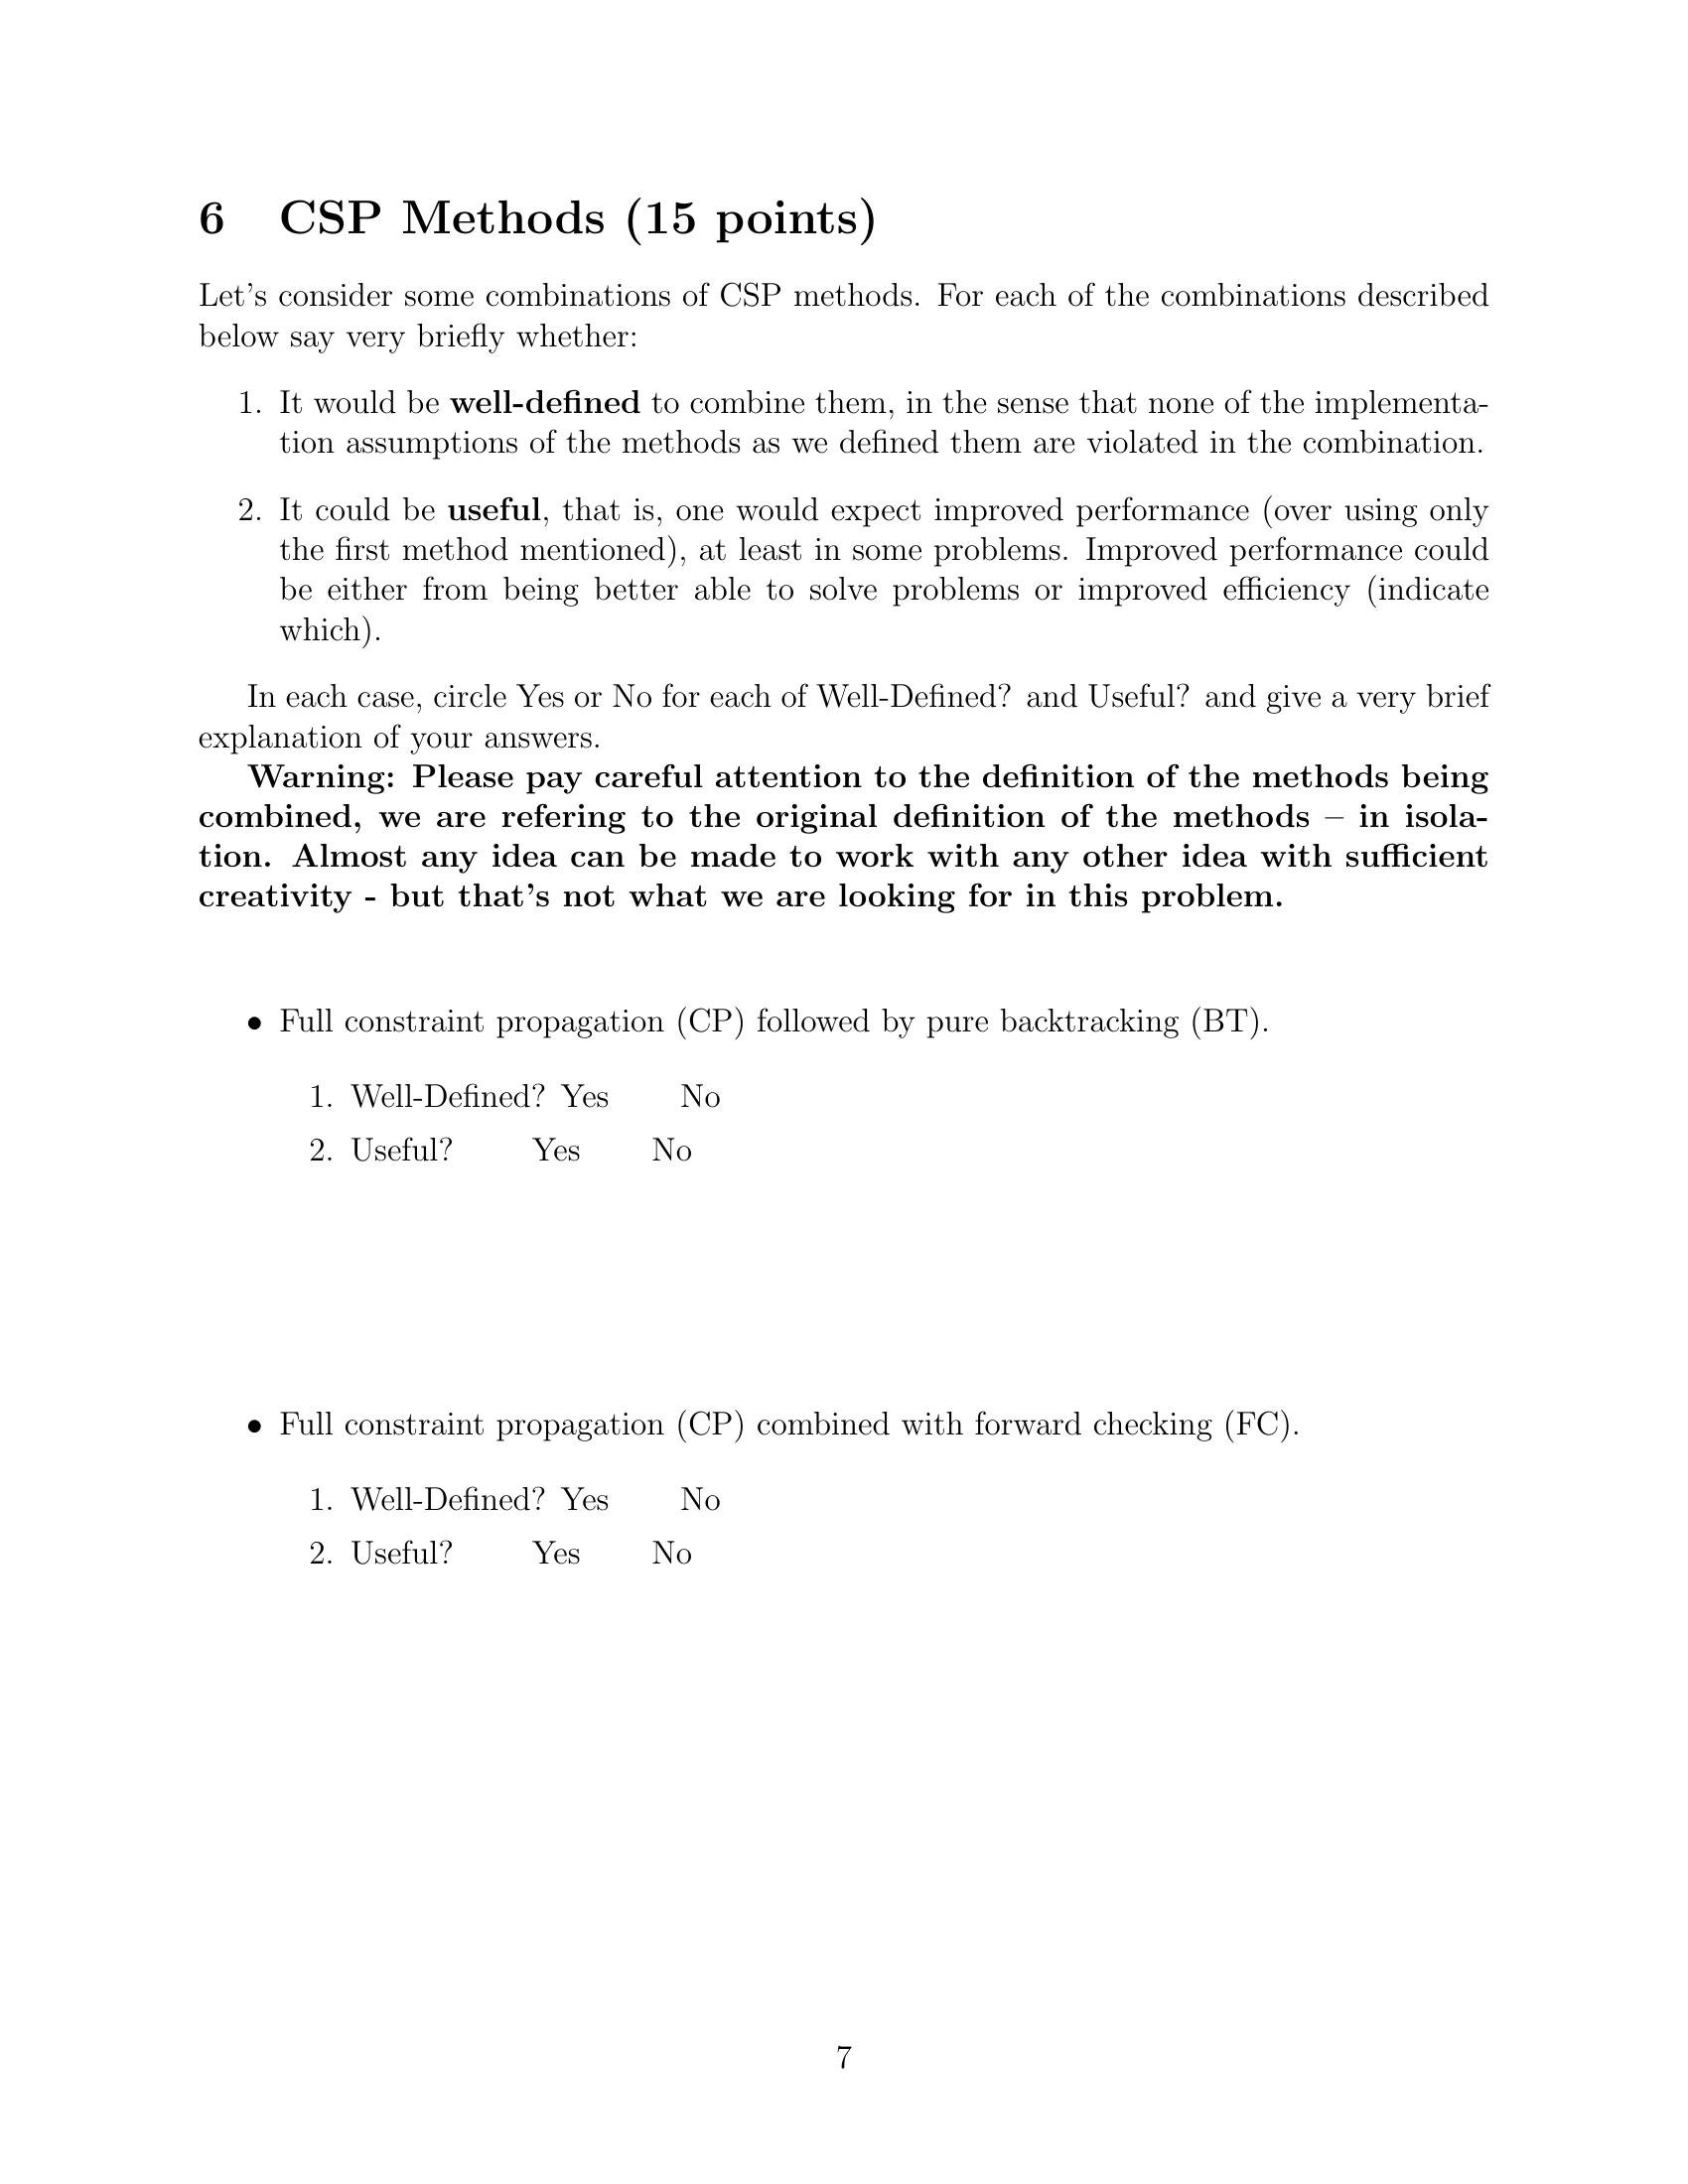 6 CSP Methods (15 points)
Let's consider some combinations of CSP methods. For each of the combinations described
below say very briefly whether:
1. It would be well-defined to combine them, in the sense that none of the implementa-
tion assumptions of the methods as we defined them are violated in the combination.
2. It could be useful, that is, one would expect improved performance (over using only
the first method mentioned), at least in some problems. Improved performance could
be either from being better able to solve problems or improved efficiency (indicate
which).
In each case, circle Yes or No for each of Well-Defined? and Useful? and give a very brief
explanation of your answers.
Warning: Please pay careful attention to the definition of the methods being
combined, we are refering to the original definition of the methods – in isola-
tion. Almost any idea can be made to work with any other idea with sufficient
creativity - but that's not what we are looking for in this problem.
• Full constraint propagation (CP) followed by pure backtracking (BT).
1. Well-Defined? Yes No
2. Useful? Yes No
• Full constraint propagation (CP) combined with forward checking (FC).
1. Well-Defined? Yes No
2. Useful? Yes No
7